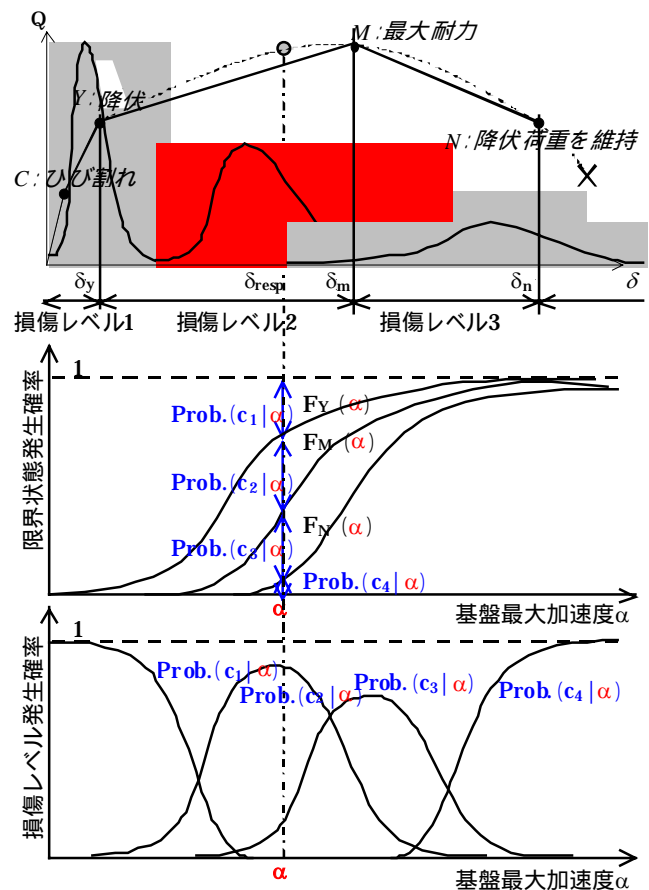 Q
M:最大耐力
Y:降伏
N:降伏荷重を維持
C:ひび割れ
δy δresp δm δn δ
損傷レベル1 損傷レベル2 損傷レベル3
1
限界状態発生確率
Prob.(c1|α) FY(α)
FM(α)
Prob.(c2|α)
FN(α)
Prob.(c3|α)
Prob.(c4|α)
α 基盤最大加速度α
1
損傷レベル発生確率
Prob.(c1|α) Prob.(c2|α) Prob.(c3|α) Prob.(c4|α)
α 基盤最大加速度α